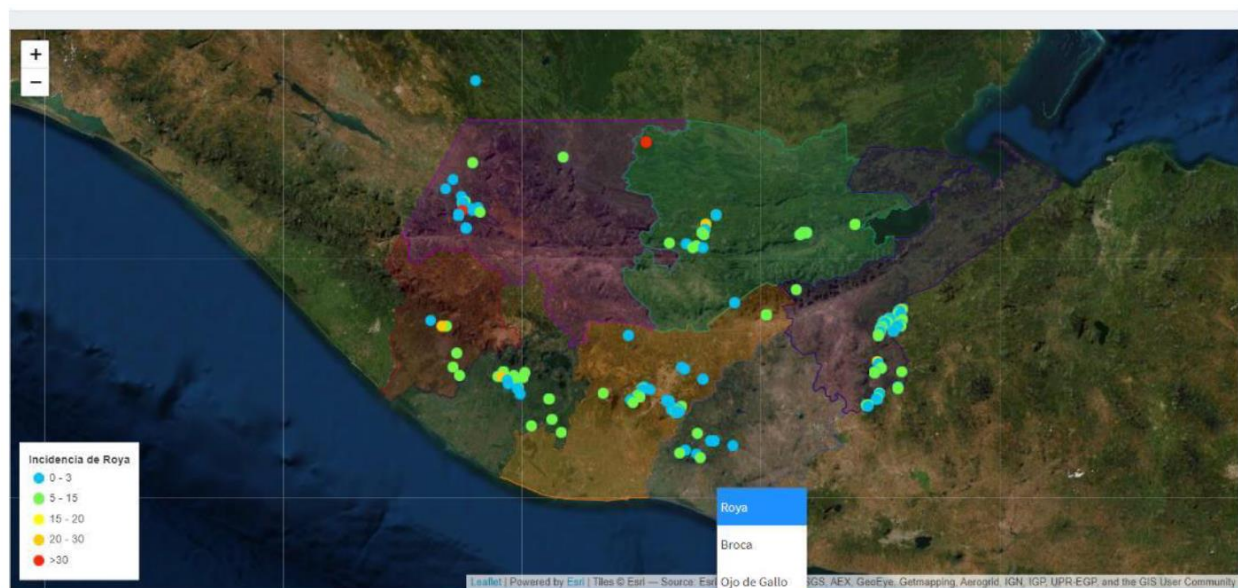 +
−
Incidencia de Roya
0 - 3
5 - 15
15 - 20
20 - 30
>30
Roya
Broca
Ojo de Gallo
Leaflet | Powered by Esri | Tiles © Esri — Source: Esri
GS, AEX, GeoEye, Getmapping, Aerogrid, IGN, IGP, UPR-EGP, and the GIS User Community